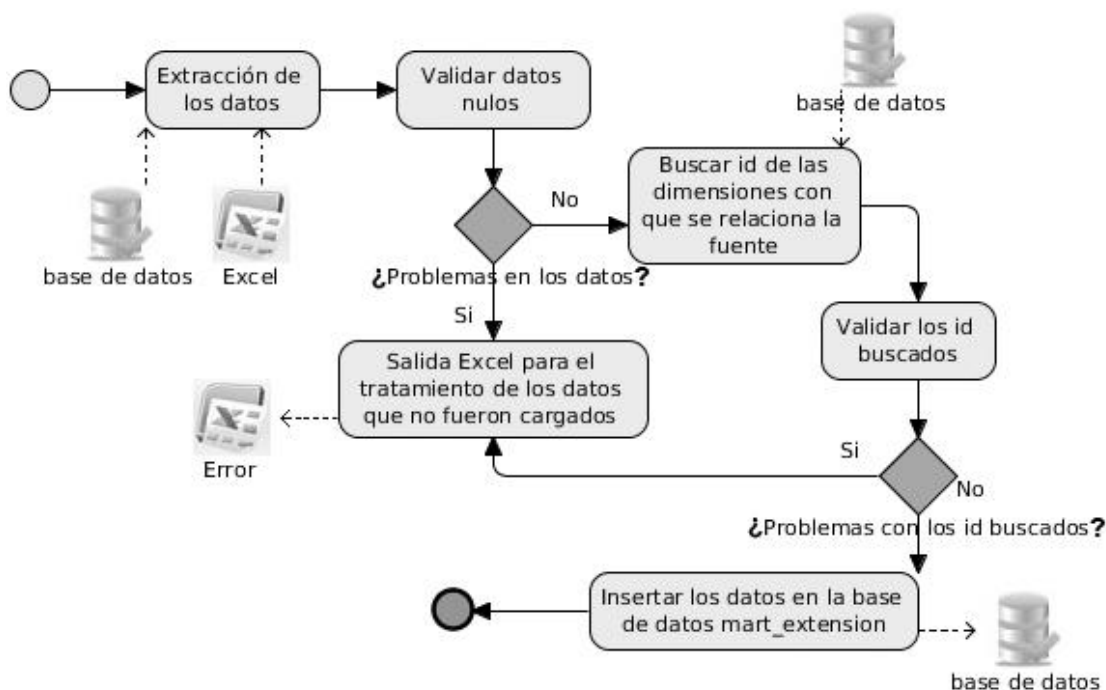 Extracción de
los datos
Validar datos
nulos
base de datos
base de datos
Excel
No
Buscar id de las
dimensiones con
que se relaciona la
fuente
¿Problemas en los datos?
Si
Validar los id
buscados
Salida Excel para el
tratamiento de los datos
que no fueron cargados
Error
Si
No
¿Problemas con los id buscados?
Insertar los datos en la base
de datos mart_extension
base de datos